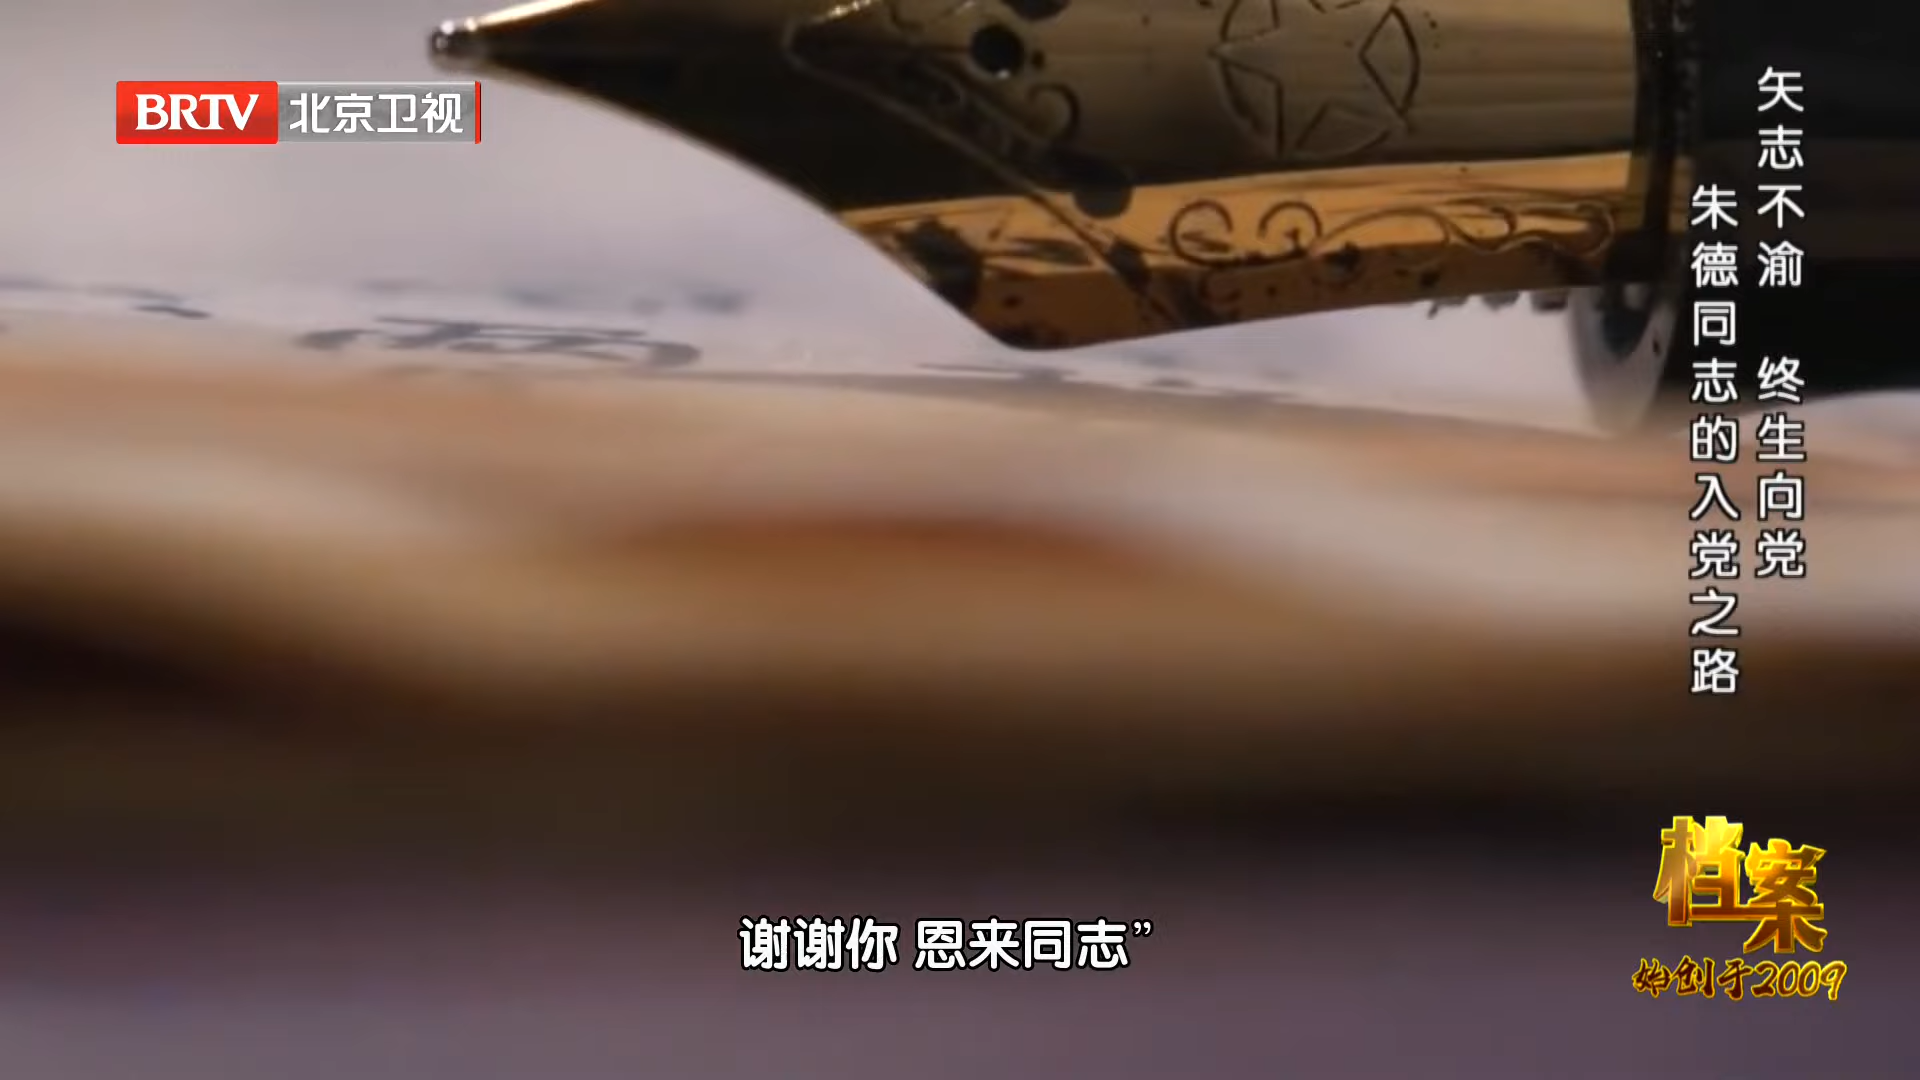 BRTV 北京卫视
矢志不渝 终生向党
朱德同志的入党之路
档案
始创于2009
谢谢你 恩来同志”